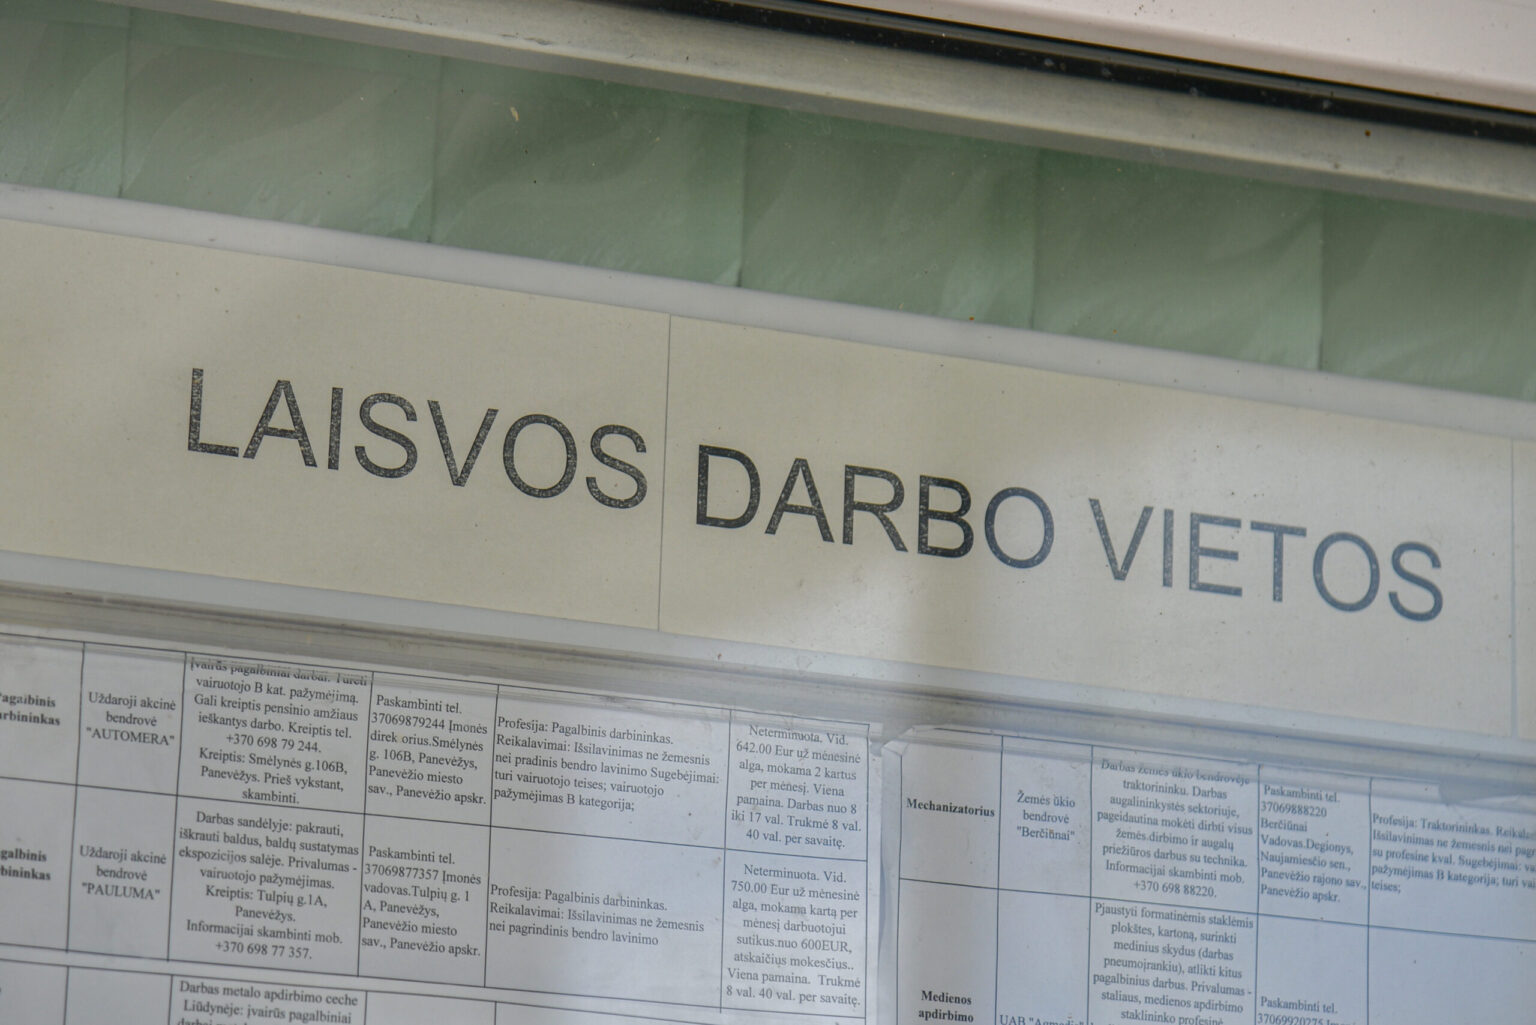 LAISVOS DARBO VIETOS
Uždaroji akcinė
bendrovė
"AUTOMERA"
Įvairūs pagalbiniai darbai. Turėti
vairuotojo B kat. pažymėjimą.
Gali kreiptis pensinio amžiaus
ieškantys darbo. Kreiptis tel.
+370 698 79 244.
Kreiptis: Smėlynės g.106B,
Panevėžys. Prieš vykstant,
skambinti.
Paskambinti tel.
37069879244 Įmonės
direk orius.Smėlynės
g. 106B, Panevėžys,
Panevėžio miesto
sav., Panevėžio apskr.
Profesija: Pagalbinis darbininkas.
Reikalavimai: Išsilavinimas ne žemesnis
nei pradinis bendro lavinimo Sugebėjimai:
turi vairuotojo teises; vairuotojo
pažymėjimas B kategorija;
Neterminuota. Vid.
642.00 Eur už mėnesinė
alga, mokama 2 kartus
per mėnesį. Viena
pamaina. Darbas nuo 8
iki 17 val. Trukmė 8 val.
40 val. per savaitę.
Uždaroji akcinė
bendrovė
"PAULUMA"
Darbas sandėlyje: pakrauti,
iškrauti baldus, baldų sustatymas
ekspozicijos salėje. Privalumas -
vairuotojo pažymėjimas.
Kreiptis: Tulpių g.1A,
Panevėžys.
Informacijai skambinti mob.
+370 698 77 357.
Paskambinti tel.
37069877357 Įmonės
vadovas.Tulpių g. 1
A, Panevėžys,
Panevėžio miesto
sav., Panevėžio apskr.
Profesija: Pagalbinis darbininkas.
Reikalavimai: Išsilavinimas ne žemesnis
nei pagrindinis bendro lavinimo
Neterminuota. Vid.
750.00 Eur už mėnesinė
alga, mokama kartą per
mėnesį darbuotojui
sutikus.nuo 600EUR,
atskaičius mokesčius..
Viena pamaina. Trukmė
8 val. 40 val. per savaitę.
Darbas metalo apdirbimo ceche
Liūdynėje: įvairūs pagalbiniai
Mechanizatorius
Žemės ūkio
bendrovė
"Berčiūnai"
Darbas žemės ūkio bendrovėje
traktorininku. Darbas
augalininkystės sektoriuje,
pageidautina mokėti dirbti visus
žemės dirbimo ir augalų
priežiūros darbus su technika.
Informacijai skambinti mob.
+370 698 88220.
Paskambinti tel.
37069888220
Berčiūnai
Vadovas.Degionys,
Naujamiesčio sen.,
Panevėžio rajono sav.,
Panevėžio apskr.
Profesija: Traktorininkas.
Išsilavinimas ne žemesnis nei
su profesine kval. Sugebėjimai:
pažymėjimas B kategorija; turi
teises;
Medienos
apdirbimo
UAB
Pjaustyti formatinėmis staklėmis
plokštes, kartoną, surinkti
medinius skydus (darbas
pneumoįrankiu), atlikti kitus
pagalbinius darbus. Privalumas -
staliaus, medienos apdirbimo
staklininko profesinė
Paskambinti tel.